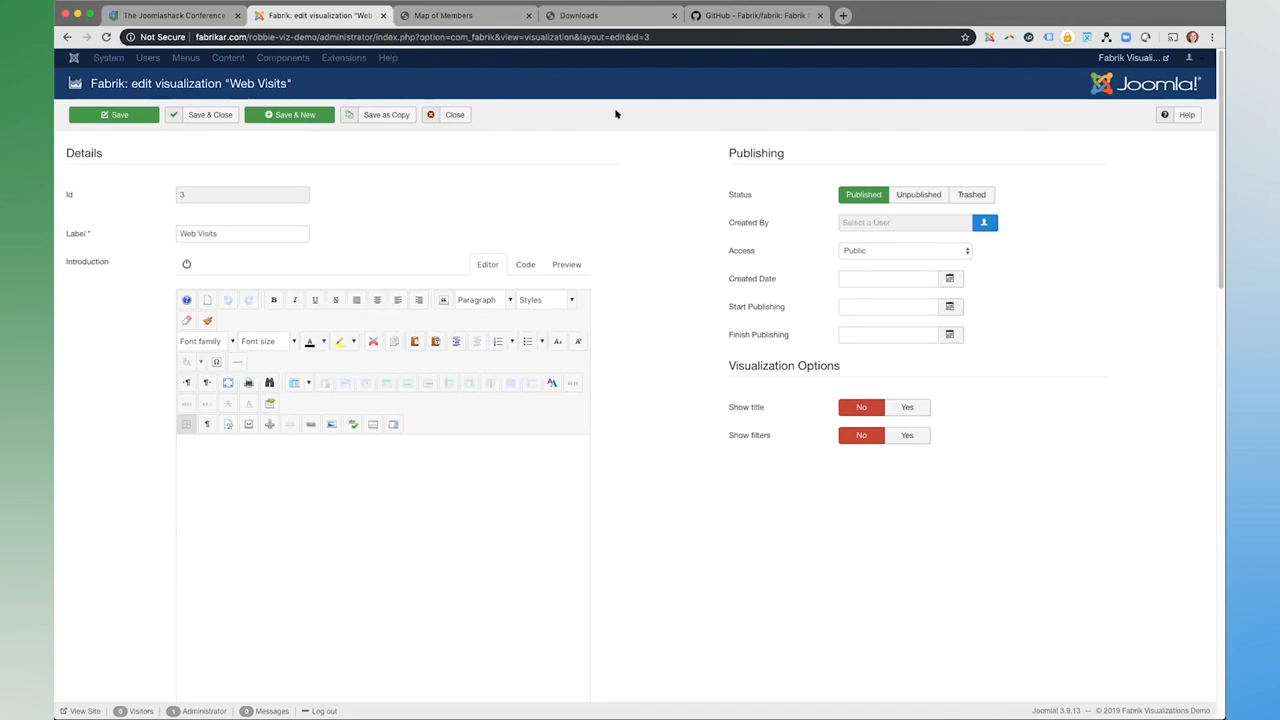 The Joomlashack Conference
Fabrik: edit visualization "Web
Map of Members
Downloads
GitHub - Fabrik/fabrik: Fabrik
Not Secure
fabrikar.com/robbie-viz-demo/administrator/index.php?option=com_fabrik&view=visualization&layout=edit&id=3
System Users Menus Content Components Extensions Help
Fabrik Visuali...
Fabrik: edit visualization "Web Visits"
Joomla!
Save
Save & Close
Save & New
Save as Copy
Close
Help
Details
Id
3
Label *
Web Visits
Introduction
Editor Code Preview
Paragraph
Styles
Font family
Font size
Publishing
Status
Published Unpublished Trashed
Created By
Select a User
Access
Public
Created Date
Start Publishing
Finish Publishing
Visualization Options
Show title
No Yes
Show filters
No Yes
View Site
0 Visitors
1 Administrator
0 Messages
Log out
Joomla! 3.9.13 -- © 2019 Fabrik Visualizations Demo